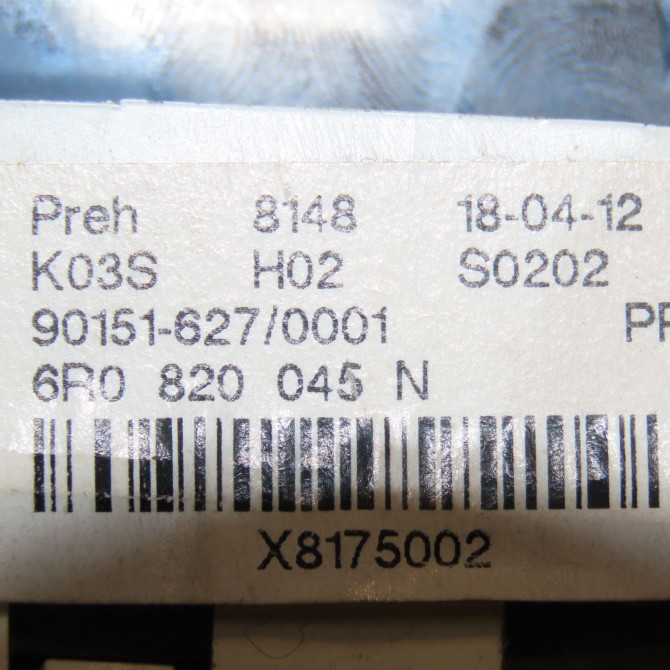 Preh 8148 18-04-12
K03S H02 S0202
90151-627/0001
6R0 820 045 N
X8175002